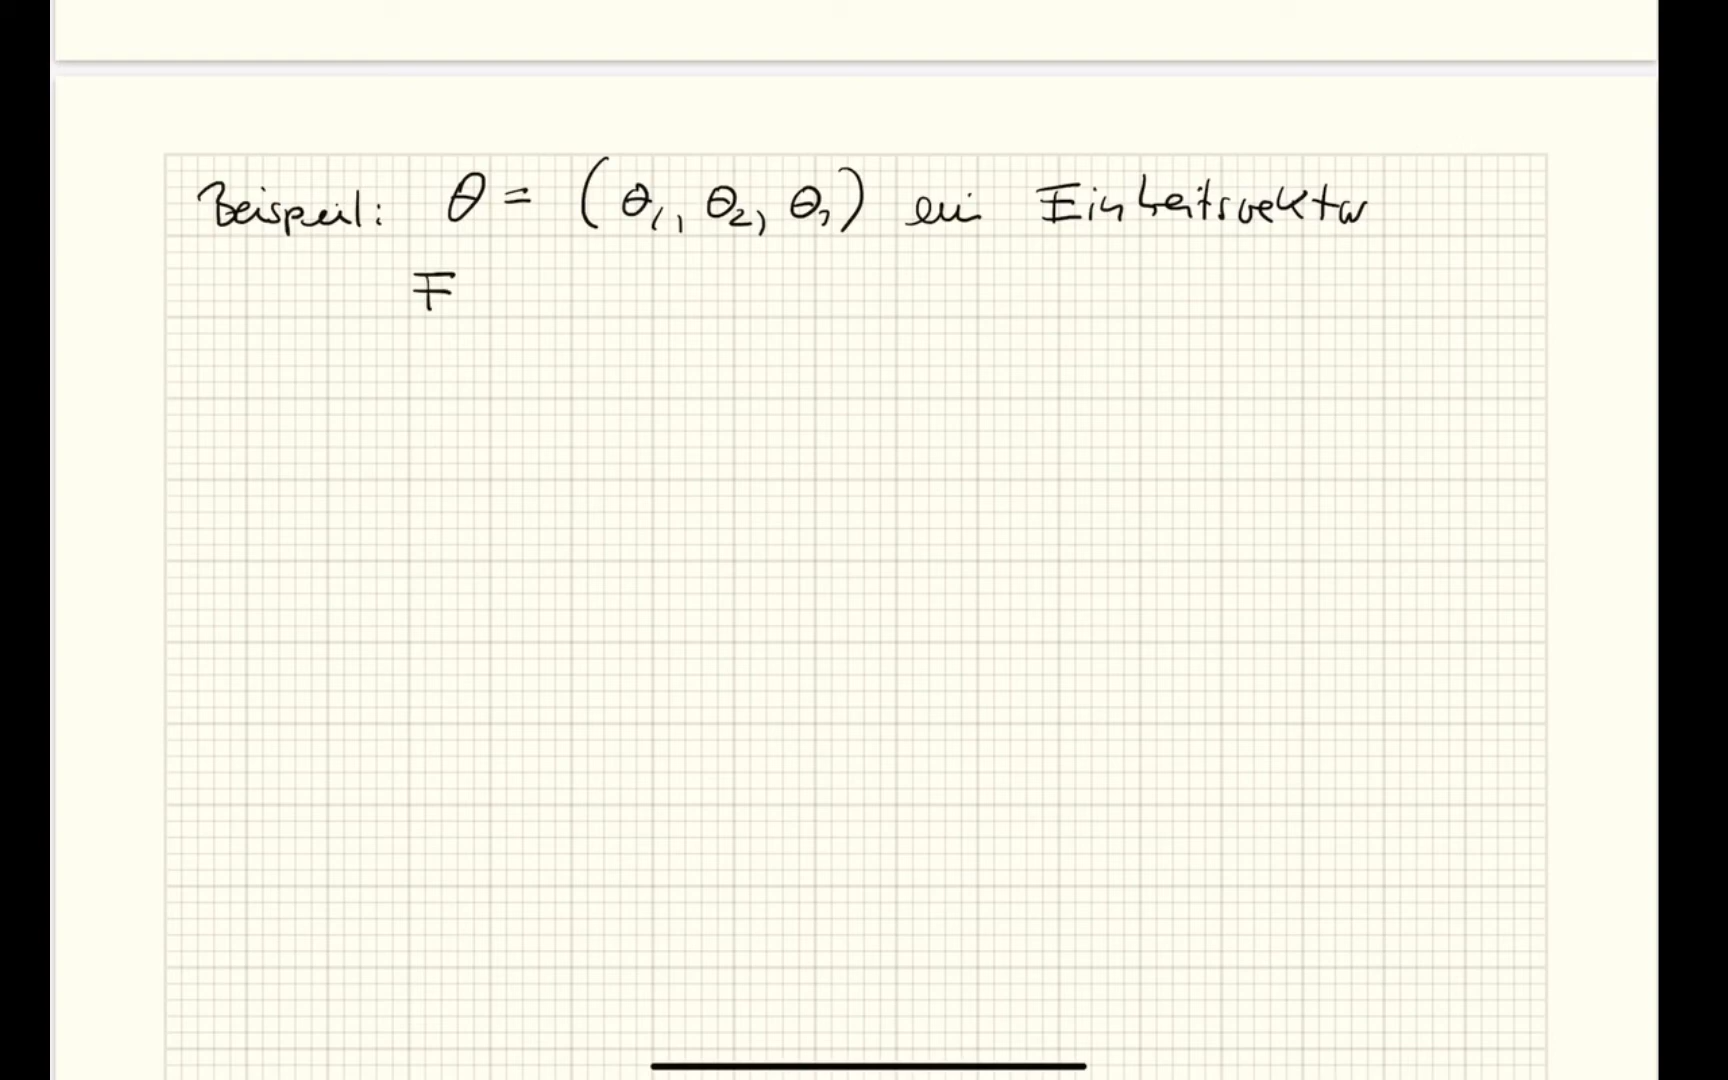 Beispiel: θ = (θ₁, θ₂, θ₃) ein Einheitsvektor
F